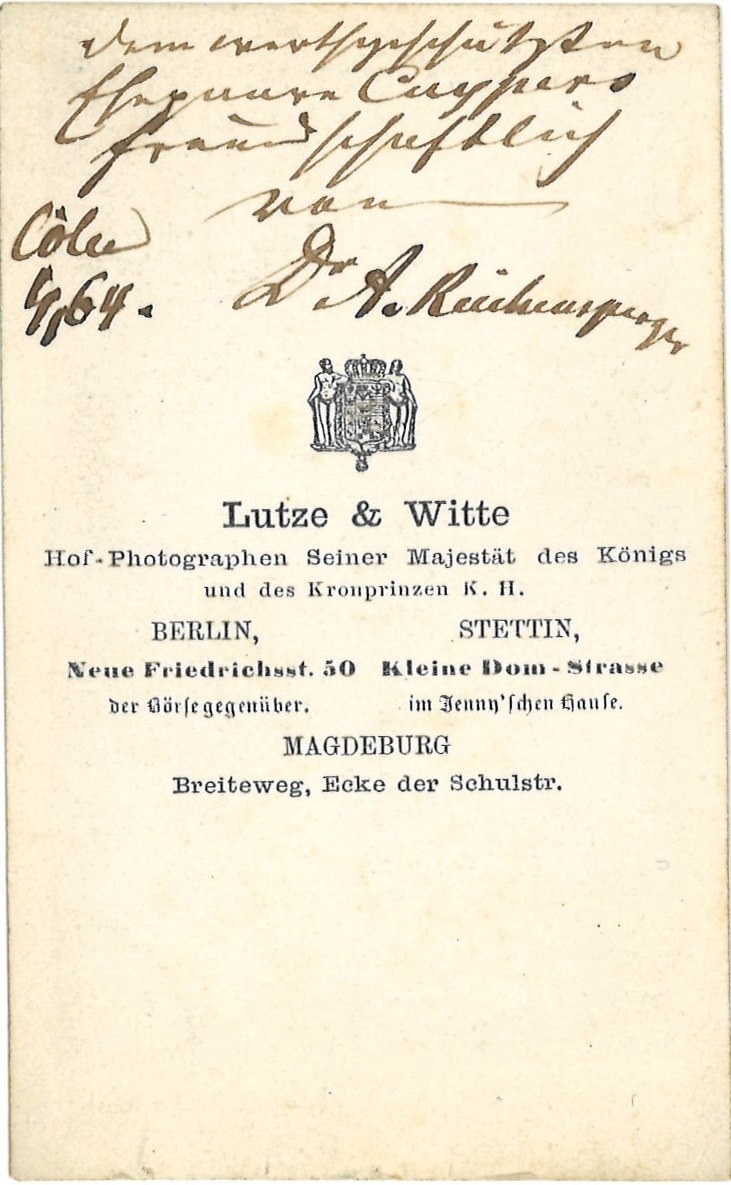 dem werthgeschätzten
Ehepaare Cuypers
freundschaftlich
von
Cöln
64.
Dr A. Reichensperger
Lutze & Witte
Hof-Photographen Seiner Majestät des Königs
und des Kronprinzen K. H.
BERLIN,
Neue Friedrichsst. 50
der Börse gegenüber.
STETTIN,
Kleine Dom-Strasse
im Jenny'schen Hause.
MAGDEBURG
Breiteweg, Ecke der Schulstr.